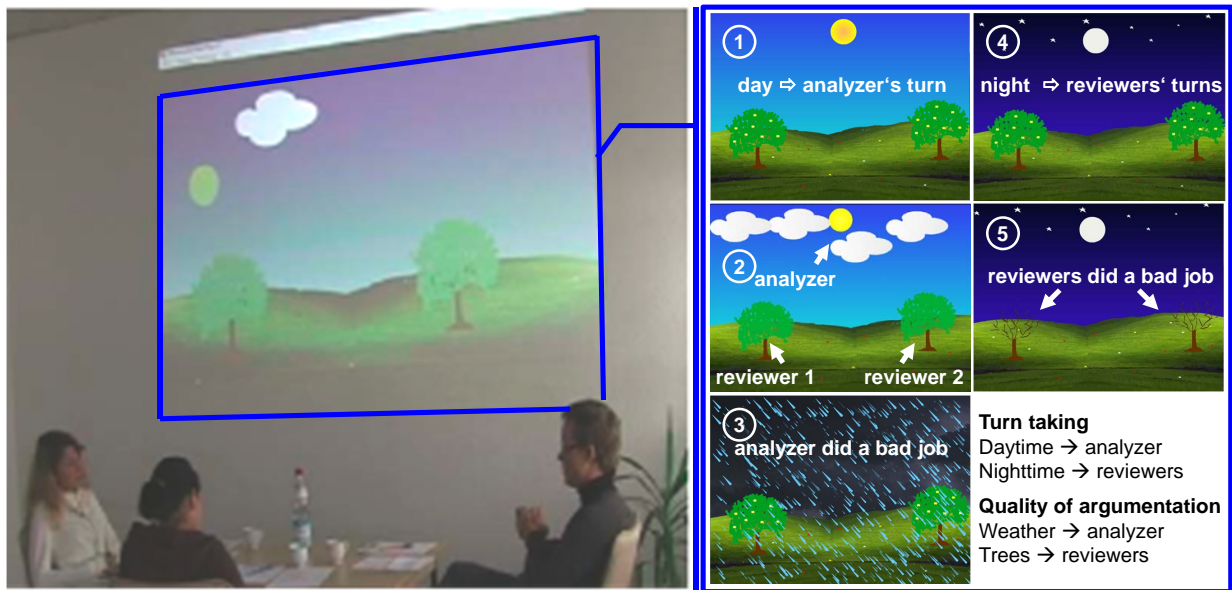 1
day ⇨ analyzer's turn
4
night ⇨ reviewers‘ turns
2
analyzer
reviewer 1
reviewer 2
5
reviewers did a bad job
3
analyzer did a bad job
Turn taking
Daytime → analyzer
Nighttime → reviewers
Quality of argumentation
Weather → analyzer
Trees → reviewers